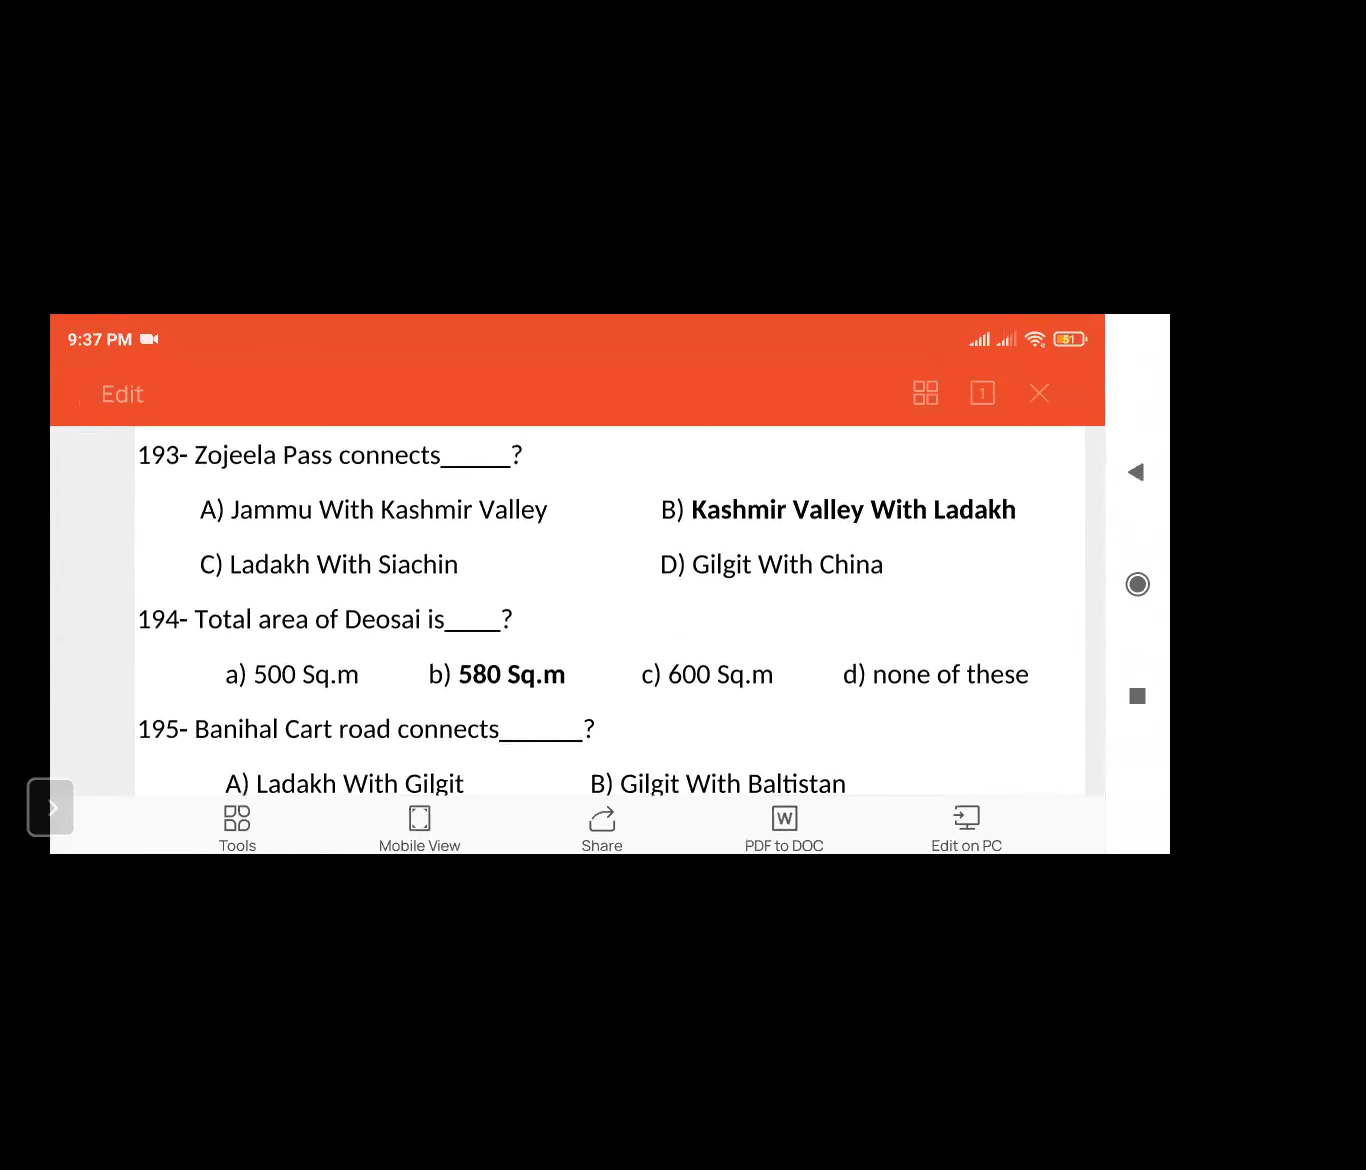 9:37 PM
51
Edit
1
193- Zojeela Pass connects_____?
A) Jammu With Kashmir Valley B) Kashmir Valley With Ladakh
C) Ladakh With Siachin D) Gilgit With China
194- Total area of Deosai is____?
a) 500 Sq.m b) 580 Sq.m c) 600 Sq.m d) none of these
195- Banihal Cart road connects______?
A) Ladakh With Gilgit B) Gilgit With Baltistan
Tools Mobile View Share PDF to DOC Edit on PC